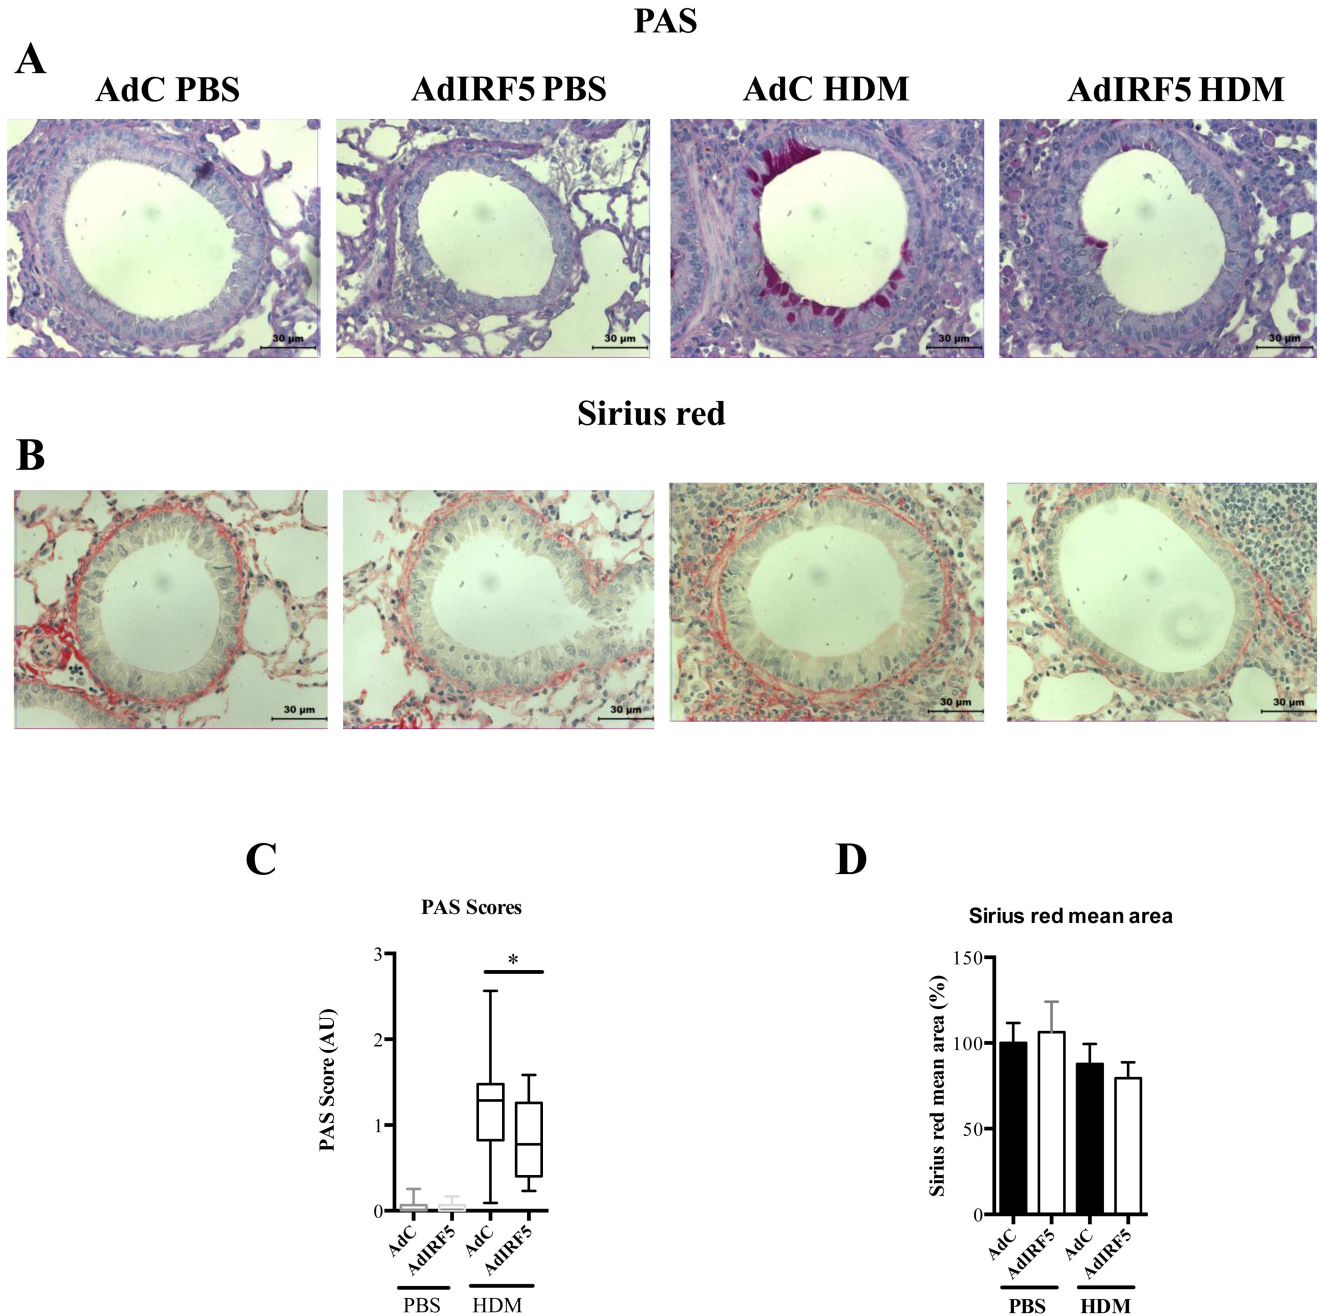 PAS
A
AdC PBS
AdIRF5 PBS
AdC HDM
AdIRF5 HDM
30 µm
30 µm
30 µm
30 µm
Sirius red
B
30 µm
30 µm
30 µm
30 µm
C
PAS Scores
PAS Score (AU)
3
2
1
0
*
AdC
AdIRF5
AdC
AdIRF5
PBS
HDM
D
Sirius red mean area
Sirius red mean area (%)
150
100
50
0
AdC
AdIRF5
AdC
AdIRF5
PBS
HDM